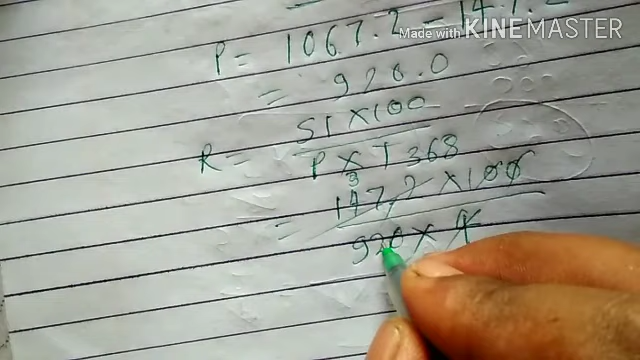 Made with KINEMASTER
P = 1067.2 - 147.2
= 920.0
R = SI × 100
P × T
368
= 147.2 × 100
920 × 4